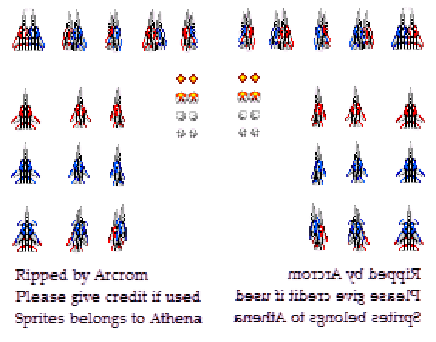 Ripped by Arcrom
Please give credit if used
Sprites belongs to Athena
Ripped by Arcrom
Please give credit if used
Sprites belongs to Athena